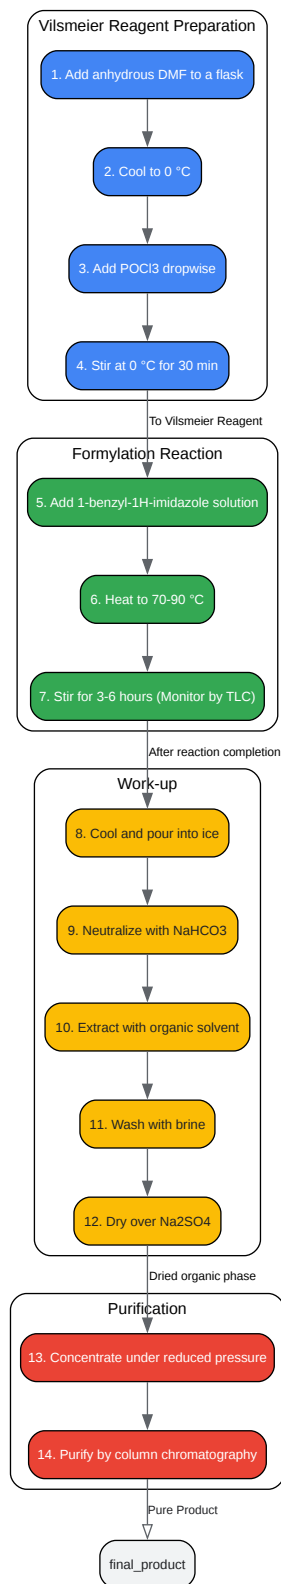 Vilsmeier Reagent Preparation
1. Add anhydrous DMF to a flask
2. Cool to 0 °C
3. Add POCl3 dropwise
4. Stir at 0 °C for 30 min
To Vilsmeier Reagent
Formylation Reaction
5. Add 1-benzyl-1H-imidazole solution
6. Heat to 70-90 °C
7. Stir for 3-6 hours (Monitor by TLC)
After reaction completion
Work-up
8. Cool and pour into ice
9. Neutralize with NaHCO3
10. Extract with organic solvent
11. Wash with brine
12. Dry over Na2SO4
Dried organic phase
Purification
13. Concentrate under reduced pressure
14. Purify by column chromatography
Pure Product
final_product